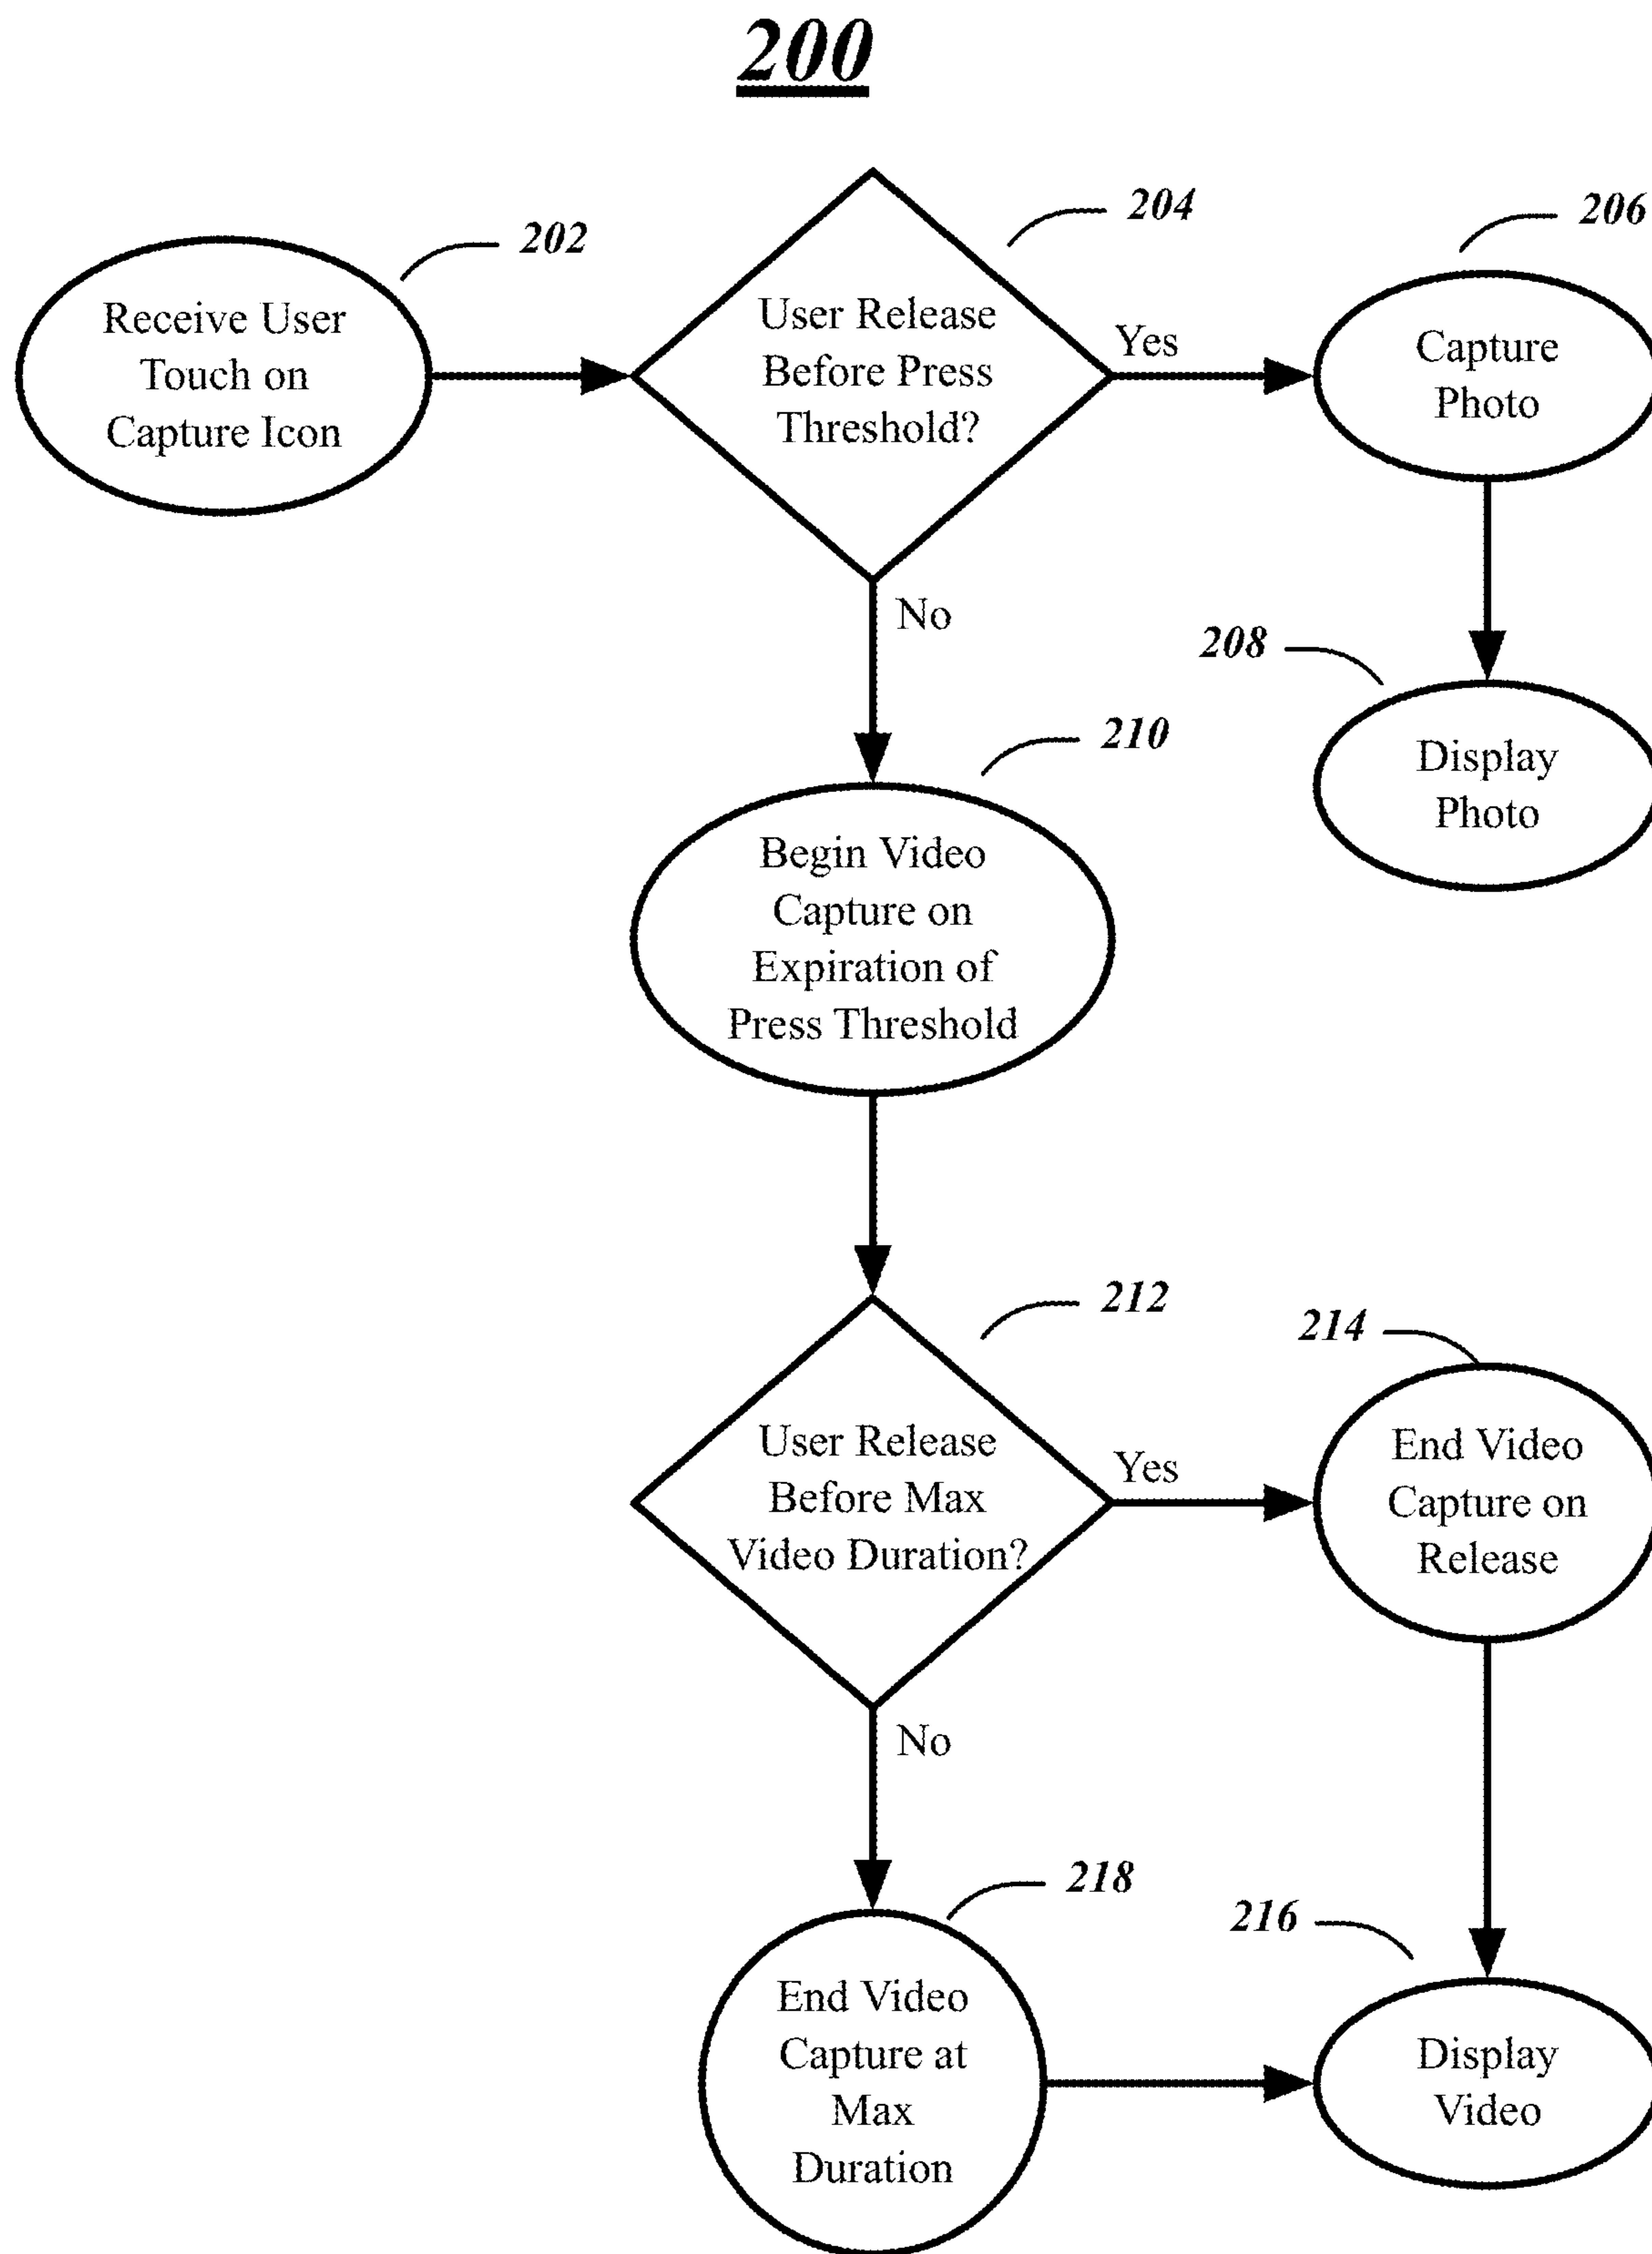 200
202
Receive User
Touch on
Capture Icon
204
User Release
Before Press
Threshold?
Yes
206
Capture
Photo
No
208
Display
Photo
210
Begin Video
Capture on
Expiration of
Press Threshold
212
User Release
Before Max
Video Duration?
Yes
214
End Video
Capture on
Release
No
218
End Video
Capture at
Max
Duration
216
Display
Video